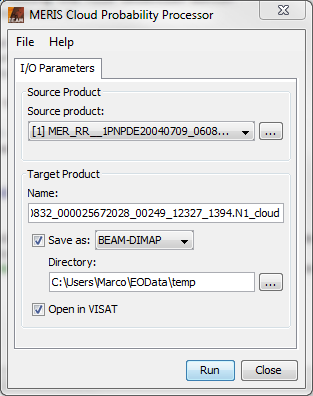 BEAM MERIS Cloud Probability Processor
File Help
I/O Parameters
Source Product
Source product:
[1] MER_RR__1PNPDE20040709_0608... ...
Target Product
Name:
)832_000025672028_00249_12327_1394.N1_cloud
Save as: BEAM-DIMAP
Directory:
C:\Users\Marco\EOData\temp ...
Open in VISAT
Run Close